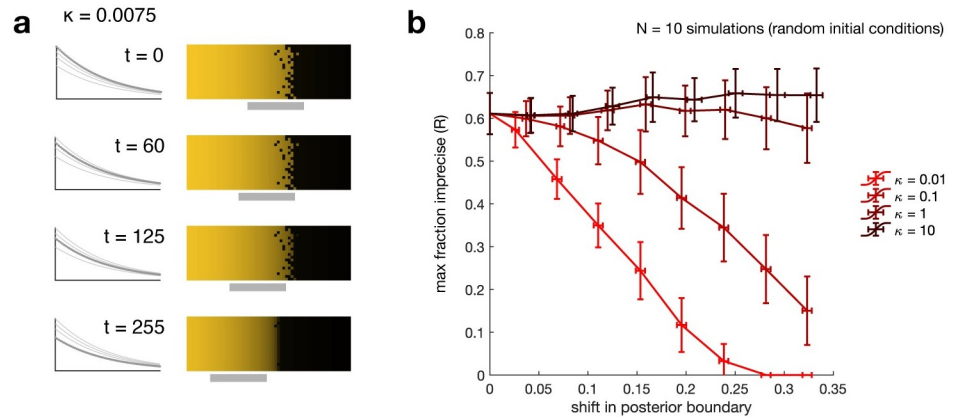 a
κ = 0.0075
t = 0
t = 60
t = 125
t = 255
b
N = 10 simulations (random initial conditions)
max fraction imprecise (R)
0.8
0.7
0.6
0.5
0.4
0.3
0.2
0.1
0
0 0.05 0.1 0.15 0.2 0.25 0.3 0.35
shift in posterior boundary
κ = 0.01
κ = 0.1
κ = 1
κ = 10